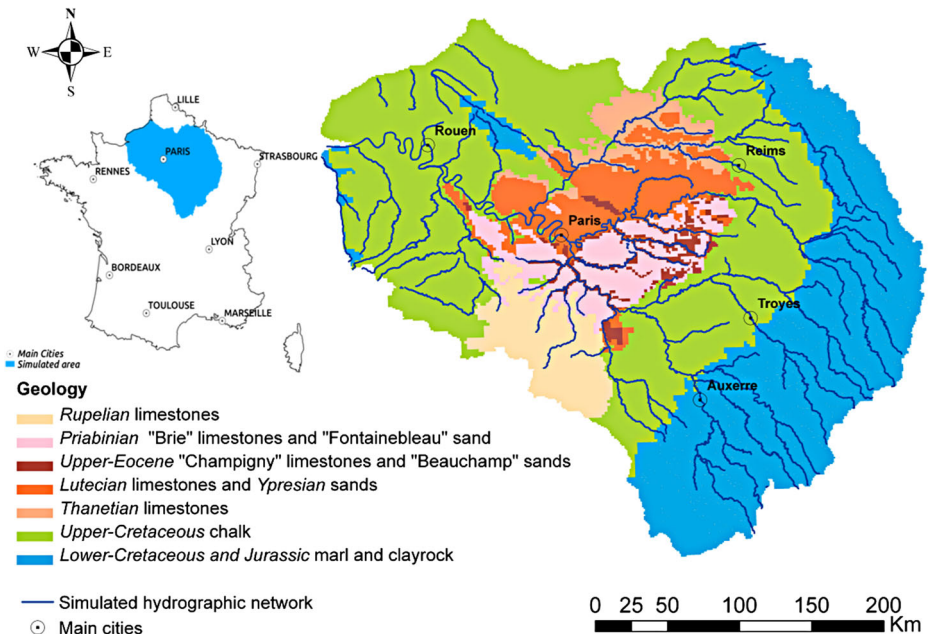 N
W E
S
LILLE
PARIS
STRASBOURG
RENNES
LYON
BORDEAUX
TOULOUSE
MARSEILLE
Main Cities
Simulated area
Rouen
Reims
Paris
Troyes
Auxerre
Geology
Rupelian limestones
Priabinian "Brie" limestones and "Fontainebleau" sand
Upper-Eocene "Champigny" limestones and "Beauchamp" sands
Lutecian limestones and Ypresian sands
Thanetian limestones
Upper-Cretaceous chalk
Lower-Cretaceous and Jurassic marl and clayrock
Simulated hydrographic network
Main cities
0 25 50 100 150 200
Km